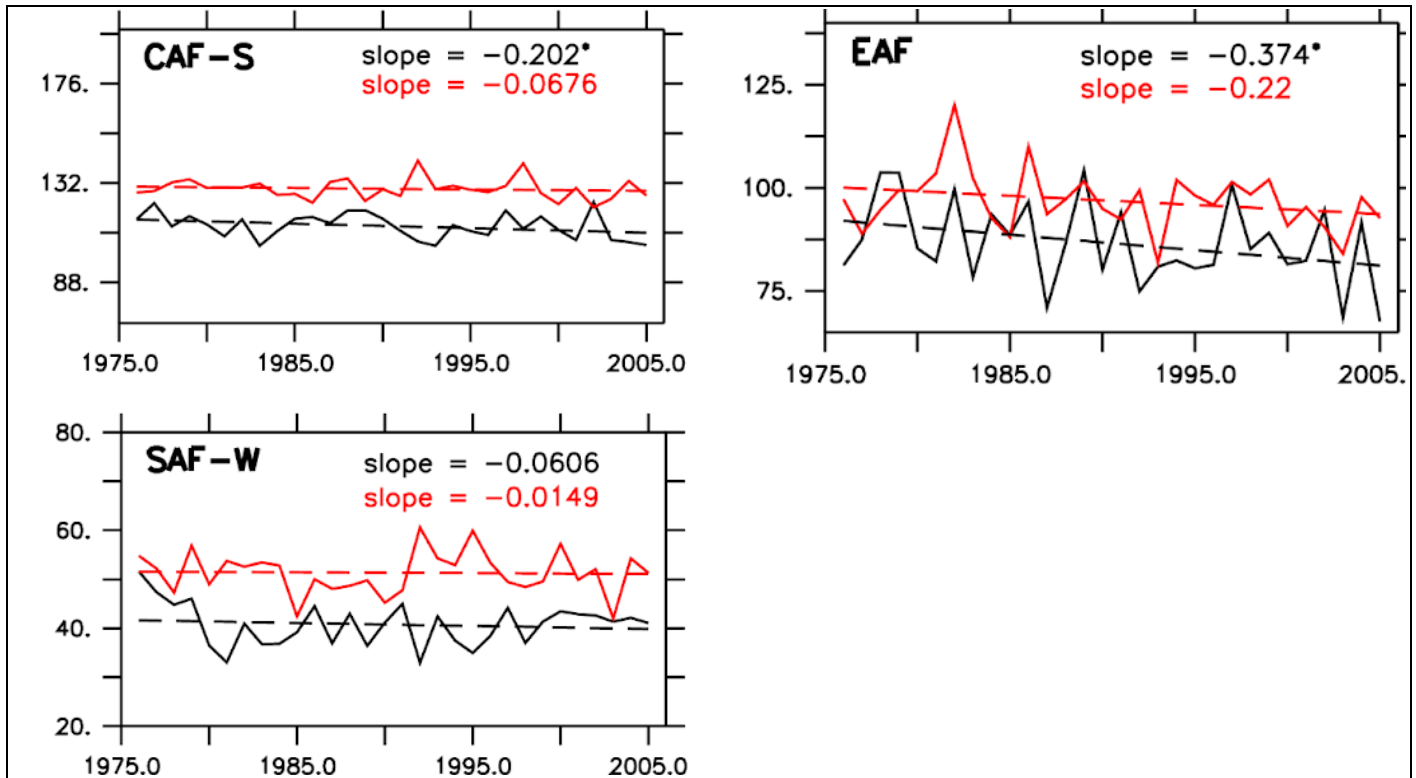 CAF-S
slope = -0.202*
slope = -0.0676
176.
132.
88.
1975.0 1985.0 1995.0 2005.0
EAF
slope = -0.374*
slope = -0.22
125.
100.
75.
1975.0 1985.0 1995.0 2005.
SAF-W
slope = -0.0606
slope = -0.0149
80.
60.
40.
20.
1975.0 1985.0 1995.0 2005.0